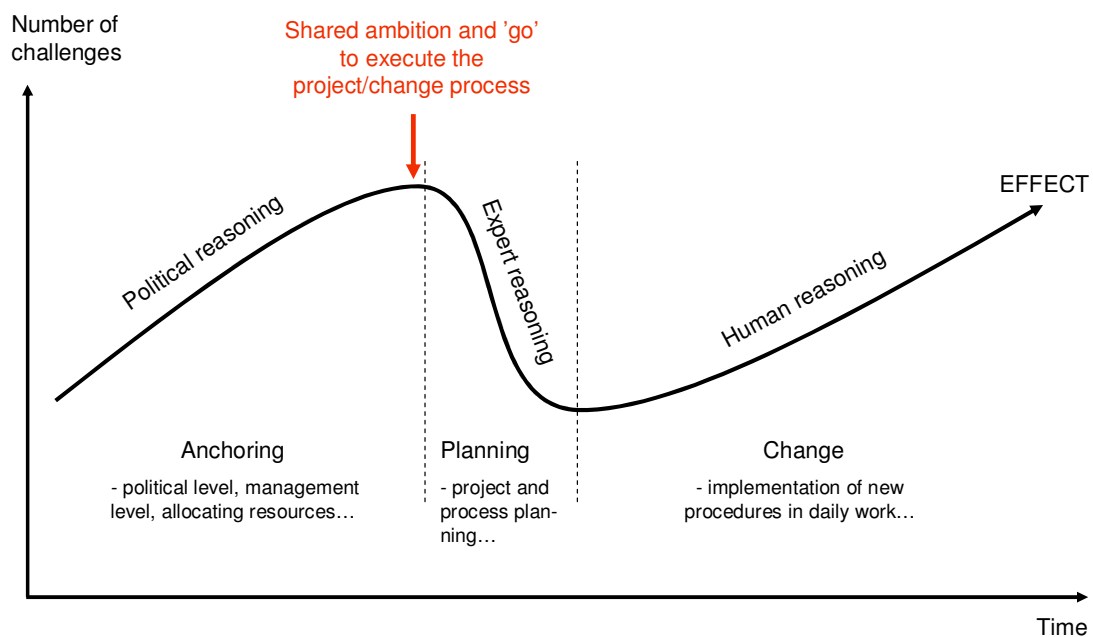 Number of
challenges
Shared ambition and ’go’
to execute the
project/change process
EFFECT
Political reasoning
Expert reasoning
Human reasoning
Anchoring
- political level, management
level, allocating resources…
Planning
- project and
process plan-
ning…
Change
- implementation of new
procedures in daily work…
Time